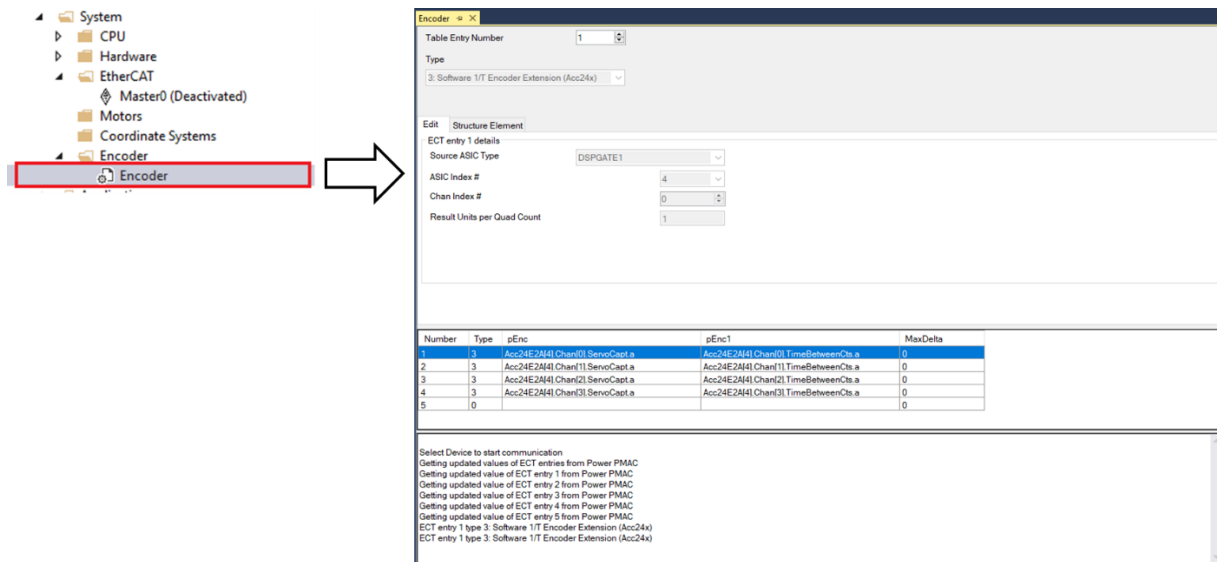 System
CPU
Hardware
EtherCAT
Master0 (Deactivated)
Motors
Coordinate Systems
Encoder
Encoder
Encoder
Table Entry Number 1
Type
3: Software 1/T Encoder Extension (Acc24x)
Edit Structure Element
ECT entry 1 details
Source ASIC Type DSPGATE1
ASIC Index # 4
Chan Index # 0
Result Units per Quad Count 1
Number Type pEnc pEnc1 MaxDelta
1 3 Acc24E2A[4].Chan[0].ServoCapt.a Acc24E2A[4].Chan[0].TimeBetweenCts.a 0
2 3 Acc24E2A[4].Chan[1].ServoCapt.a Acc24E2A[4].Chan[1].TimeBetweenCts.a 0
3 3 Acc24E2A[4].Chan[2].ServoCapt.a Acc24E2A[4].Chan[2].TimeBetweenCts.a 0
4 3 Acc24E2A[4].Chan[3].ServoCapt.a Acc24E2A[4].Chan[3].TimeBetweenCts.a 0
5 0 0
Select Device to start communication
Getting updated values of ECT entries from Power PMAC
Getting updated value of ECT entry 1 from Power PMAC
Getting updated value of ECT entry 2 from Power PMAC
Getting updated value of ECT entry 3 from Power PMAC
Getting updated value of ECT entry 4 from Power PMAC
Getting updated value of ECT entry 5 from Power PMAC
ECT entry 1 type 3: Software 1/T Encoder Extension (Acc24x)
ECT entry 1 type 3: Software 1/T Encoder Extension (Acc24x)